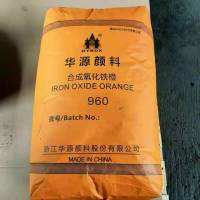 HYROX
华源颜料
合成氧化铁橙
IRON OXIDE ORANGE
960
批号/Batch No.:
浙江华源颜料股份有限公司
MADE IN CHINA